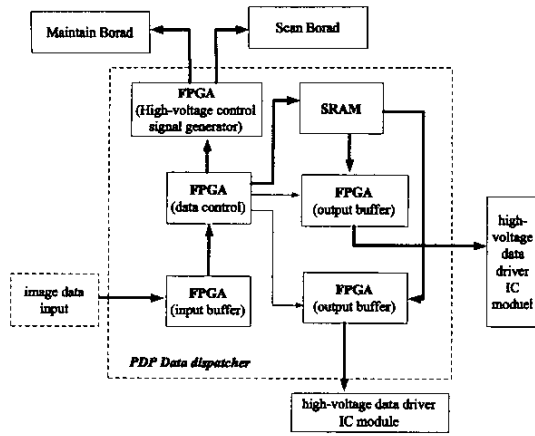 Maintain Borad
Scan Borad
FPGA
(High-voltage control
signal generator)
SRAM
FPGA
(data control)
FPGA
(output buffer)
high-
voltage
data
driver
IC
moduef
image data
input
FPGA
(input buffer)
FPGA
(output buffer)
PDP Data dispatcher
high-voltage data driver
IC module